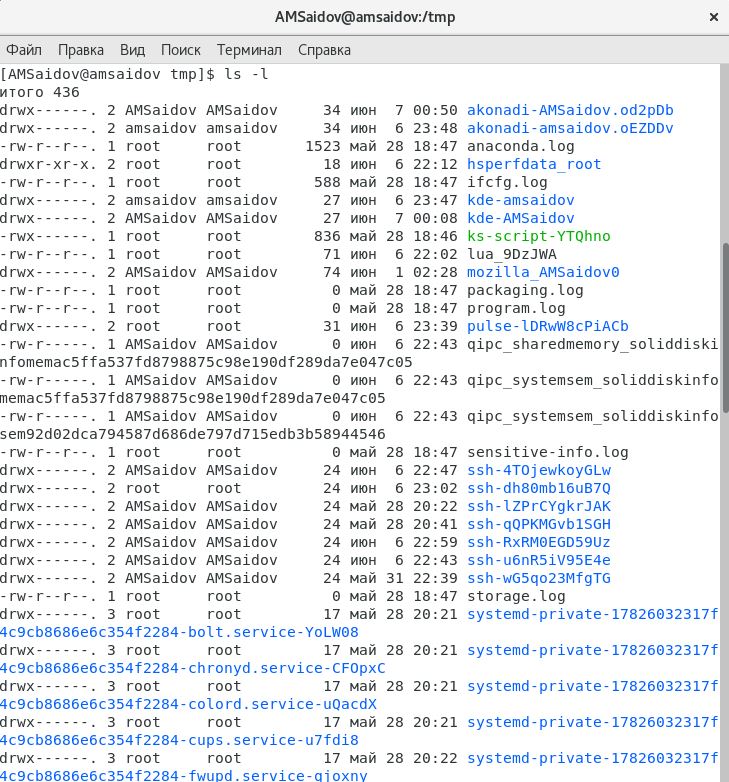 AMSaidov@amsaidov:/tmp ×
Файл Правка Вид Поиск Терминал Справка
[AMSaidov@amsaidov tmp]$ ls -l
итого 436
drwx------. 2 AMSaidov AMSaidov 34 июн 7 00:50 akonadi-AMSaidov.od2pDb
drwx------. 2 amsaidov amsaidov 34 июн 6 23:48 akonadi-amsaidov.oEZDDv
-rw-r--r--. 1 root root 1523 май 28 18:47 anaconda.log
drwxr-xr-x. 2 root root 18 июн 6 22:12 hsperfdata_root
-rw-r--r--. 1 root root 588 май 28 18:47 ifcfg.log
drwx------. 2 amsaidov amsaidov 27 июн 6 23:47 kde-amsaidov
drwx------. 2 AMSaidov AMSaidov 27 июн 7 00:08 kde-AMSaidov
-rwx------. 1 root root 836 май 28 18:46 ks-script-YTQhno
-rw-r--r--. 1 root root 71 июн 6 22:02 lua_9DzJWA
drwx------. 2 AMSaidov AMSaidov 74 июн 1 02:28 mozilla_AMSaidov0
-rw-r--r--. 1 root root 0 май 28 18:47 packaging.log
-rw-r--r--. 1 root root 0 май 28 18:47 program.log
drwx------. 2 root root 31 июн 6 23:39 pulse-lDRwW8cPiACb
-rw-r-----. 1 AMSaidov AMSaidov 0 июн 6 22:43 qipc_sharedmemory_soliddiski
nfomemac5ffa537fd8798875c98e190df289da7e047c05
-rw-r-----. 1 AMSaidov AMSaidov 0 июн 6 22:43 qipc_systemsem_soliddiskinfo
memac5ffa537fd8798875c98e190df289da7e047c05
-rw-r-----. 1 AMSaidov AMSaidov 0 июн 6 22:43 qipc_systemsem_soliddiskinfo
sem92d02dca794587d686de797d715edb3b58944546
-rw-r--r--. 1 root root 0 май 28 18:47 sensitive-info.log
drwx------. 2 AMSaidov AMSaidov 24 июн 6 22:47 ssh-4TOjewkoyGLw
drwx------. 2 root root 24 июн 6 23:02 ssh-dh80mb16uB7Q
drwx------. 2 AMSaidov AMSaidov 24 май 28 20:22 ssh-lZPrCYgkrJAK
drwx------. 2 AMSaidov AMSaidov 24 май 28 20:41 ssh-qQPKMGvb1SGH
drwx------. 2 AMSaidov AMSaidov 24 июн 6 22:59 ssh-RxRM0EGD59Uz
drwx------. 2 AMSaidov AMSaidov 24 июн 6 22:43 ssh-u6nR5iV95E4e
drwx------. 2 AMSaidov AMSaidov 24 май 31 22:39 ssh-wG5qo23MfgTG
-rw-r--r--. 1 root root 0 май 28 18:47 storage.log
drwx------. 3 root root 17 май 28 20:21 systemd-private-17826032317f
4c9cb8686e6c354f2284-bolt.service-YoLW08
drwx------. 3 root root 17 май 28 20:21 systemd-private-17826032317f
4c9cb8686e6c354f2284-chronyd.service-CFOpxC
drwx------. 3 root root 17 май 28 20:21 systemd-private-17826032317f
4c9cb8686e6c354f2284-colord.service-uQacdX
drwx------. 3 root root 17 май 28 20:21 systemd-private-17826032317f
4c9cb8686e6c354f2284-cups.service-u7fdi8
drwx------. 3 root root 17 май 28 20:22 systemd-private-17826032317f
4c9cb8686e6c354f2284-fwupd.service-gjoxny